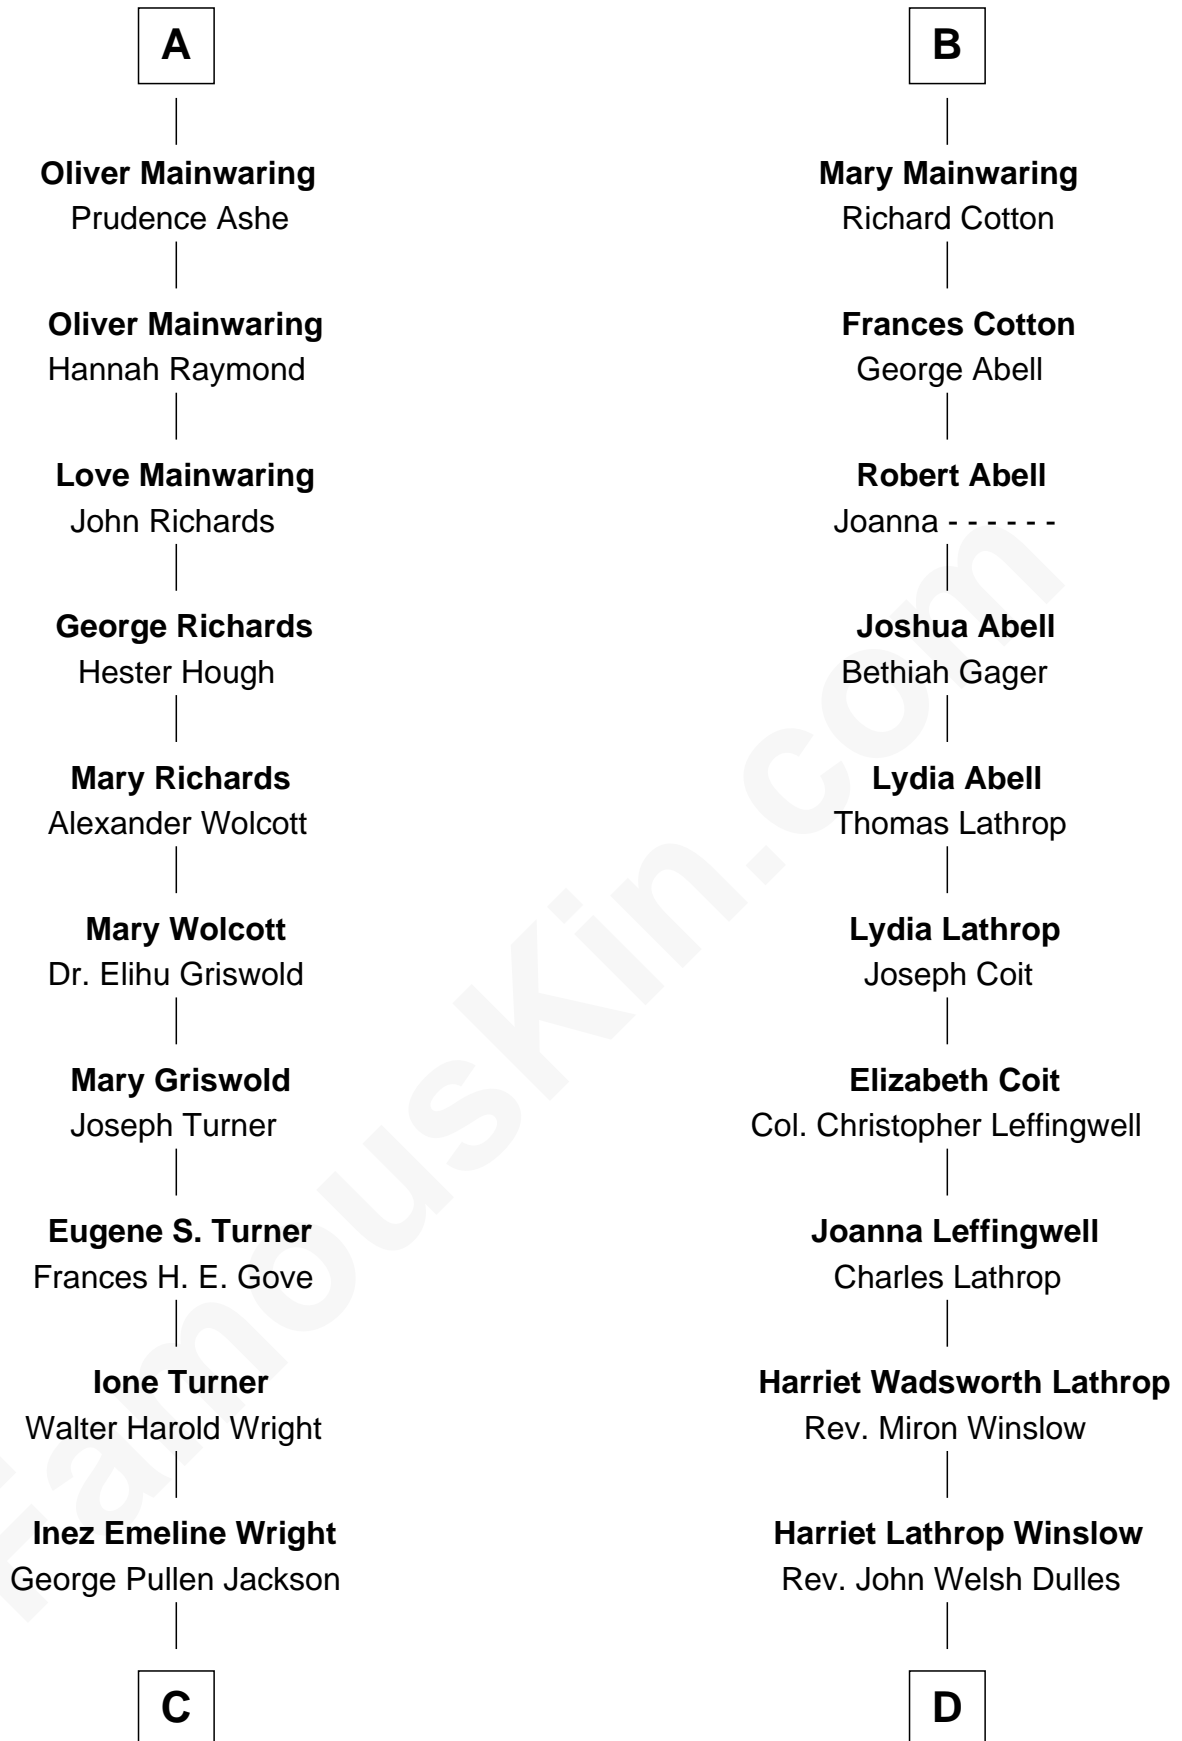 A
Oliver Mainwaring
Prudence Ashe
Oliver Mainwaring
Hannah Raymond
Love Mainwaring
John Richards
George Richards
Hester Hough
Mary Richards
Alexander Wolcott
Mary Wolcott
Dr. Elihu Griswold
Mary Griswold
Joseph Turner
Eugene S. Turner
Frances H. E. Gove
Ione Turner
Walter Harold Wright
Inez Emeline Wright
George Pullen Jackson
C
B
Mary Mainwaring
Richard Cotton
Frances Cotton
George Abell
Robert Abell
Joanna - - - - - -
Joshua Abell
Bethiah Gager
Lydia Abell
Thomas Lathrop
Lydia Lathrop
Joseph Coit
Elizabeth Coit
Col. Christopher Leffingwell
Joanna Leffingwell
Charles Lathrop
Harriet Wadsworth Lathrop
Rev. Miron Winslow
Harriet Lathrop Winslow
Rev. John Welsh Dulles
D
FamousKin.com